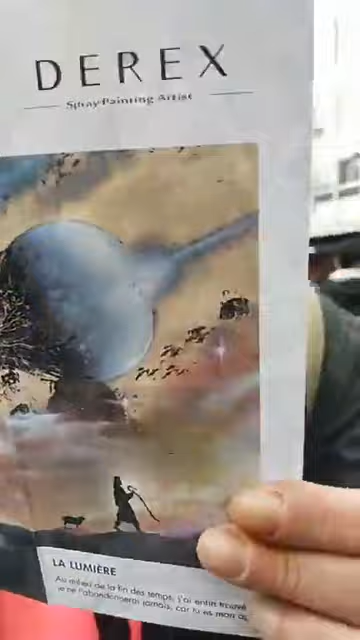 DEREX
Spray Painting Artist
LA LUMIÈRE
Au milieu de la fin des temps, j'ai enfin trouvé
je ne t'abandonnerai jamais, car tu es mon